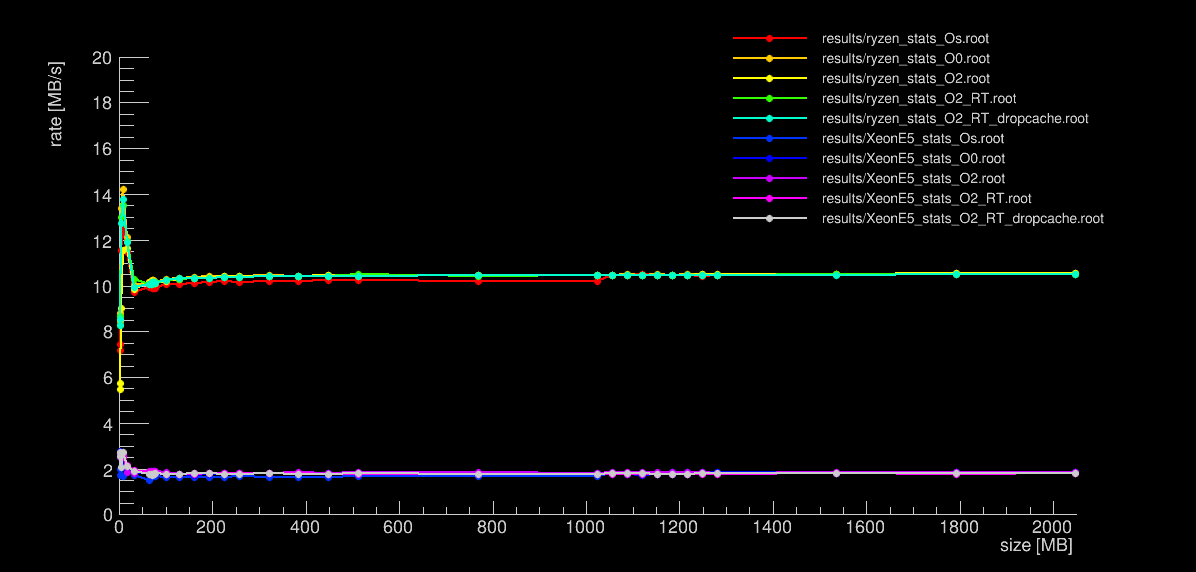 results/ryzen_stats_Os.root
results/ryzen_stats_O0.root
results/ryzen_stats_O2.root
results/ryzen_stats_O2_RT.root
results/ryzen_stats_O2_RT_dropcache.root
results/XeonE5_stats_Os.root
results/XeonE5_stats_O0.root
results/XeonE5_stats_O2.root
results/XeonE5_stats_O2_RT.root
results/XeonE5_stats_O2_RT_dropcache.root
rate [MB/s]
20
18
16
14
12
10
8
6
4
2
0
0 200 400 600 800 1000 1200 1400 1600 1800 2000
size [MB]